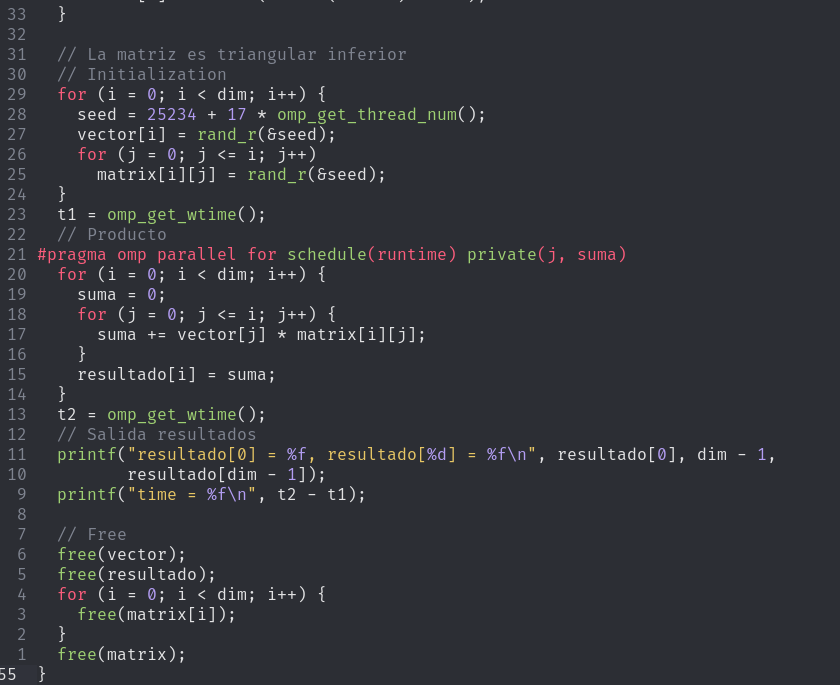 33   }
32
31   // La matriz es triangular inferior
30   // Initialization
29   for (i = 0; i < dim; i++) {
28     seed = 25234 + 17 * omp_get_thread_num();
27     vector[i] = rand_r(&seed);
26     for (j = 0; j <= i; j++)
25       matrix[i][j] = rand_r(&seed);
24   }
23   t1 = omp_get_wtime();
22   // Producto
21 #pragma omp parallel for schedule(runtime) private(j, suma)
20   for (i = 0; i < dim; i++) {
19     suma = 0;
18     for (j = 0; j <= i; j++) {
17       suma += vector[j] * matrix[i][j];
16     }
15     resultado[i] = suma;
14   }
13   t2 = omp_get_wtime();
12   // Salida resultados
11   printf("resultado[0] = %f, resultado[%d] = %f\n", resultado[0], dim - 1,
10          resultado[dim - 1]);
9   printf("time = %f\n", t2 - t1);
8
7   // Free
6   free(vector);
5   free(resultado);
4   for (i = 0; i < dim; i++) {
3     free(matrix[i]);
2   }
1   free(matrix);
55 }